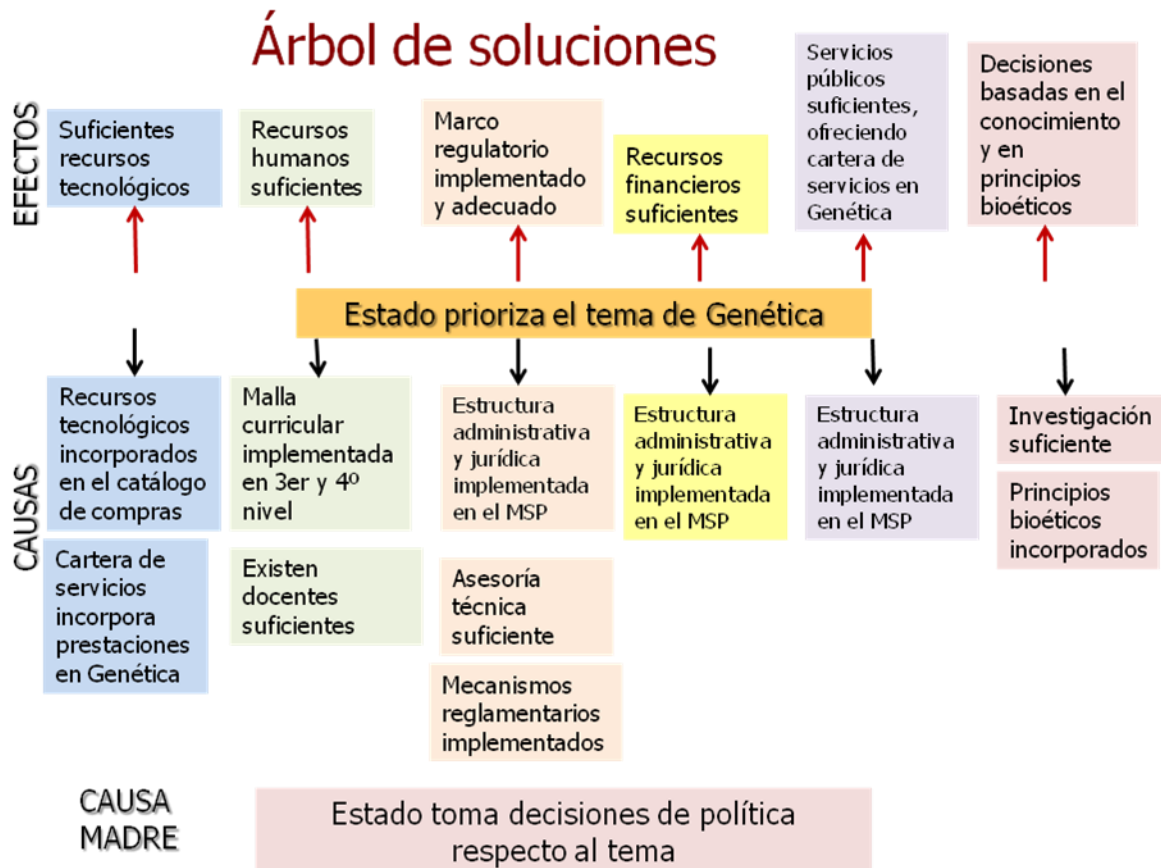 Árbol de soluciones
EFECTOS
Suficientes
recursos
tecnológicos
Recursos
humanos
suficientes
Marco
regulatorio
implementado
y adecuado
Recursos
financieros
suficientes
Servicios
públicos
suficientes,
ofreciendo
cartera de
servicios en
Genética
Decisiones
basadas en el
conocimiento
y en
principios
bioéticos
Estado prioriza el tema de Genética
CAUSAS
Recursos
tecnológicos
incorporados
en el catálogo
de compras
Cartera de
servicios
incorpora
prestaciones
en Genética
Malla
curricular
implementada
en 3er y 4º
nivel
Existen
docentes
suficientes
Estructura
administrativa
y jurídica
implementada
en el MSP
Asesoría
técnica
suficiente
Mecanismos
reglamentarios
implementados
Estructura
administrativa
y jurídica
implementada
en el MSP
Estructura
administrativa
y jurídica
implementada
en el MSP
Investigación
suficiente
Principios
bioéticos
incorporados
CAUSA
MADRE
Estado toma decisiones de política
respecto al tema